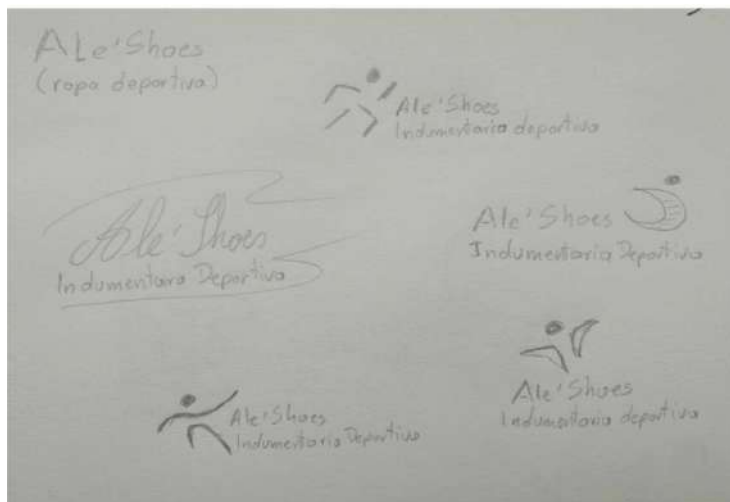 ALe'Shoes
(ropa deportiva)
Ale'Shoes
Indumentaria deportiva
Ale'Shoes
Indumentara Deportiva
Ale'Shoes
Indumentaria Deportiva
Ale'Shoes
Indumentaria deportiva
Ale'Shoes
Indumentaria Deportiva